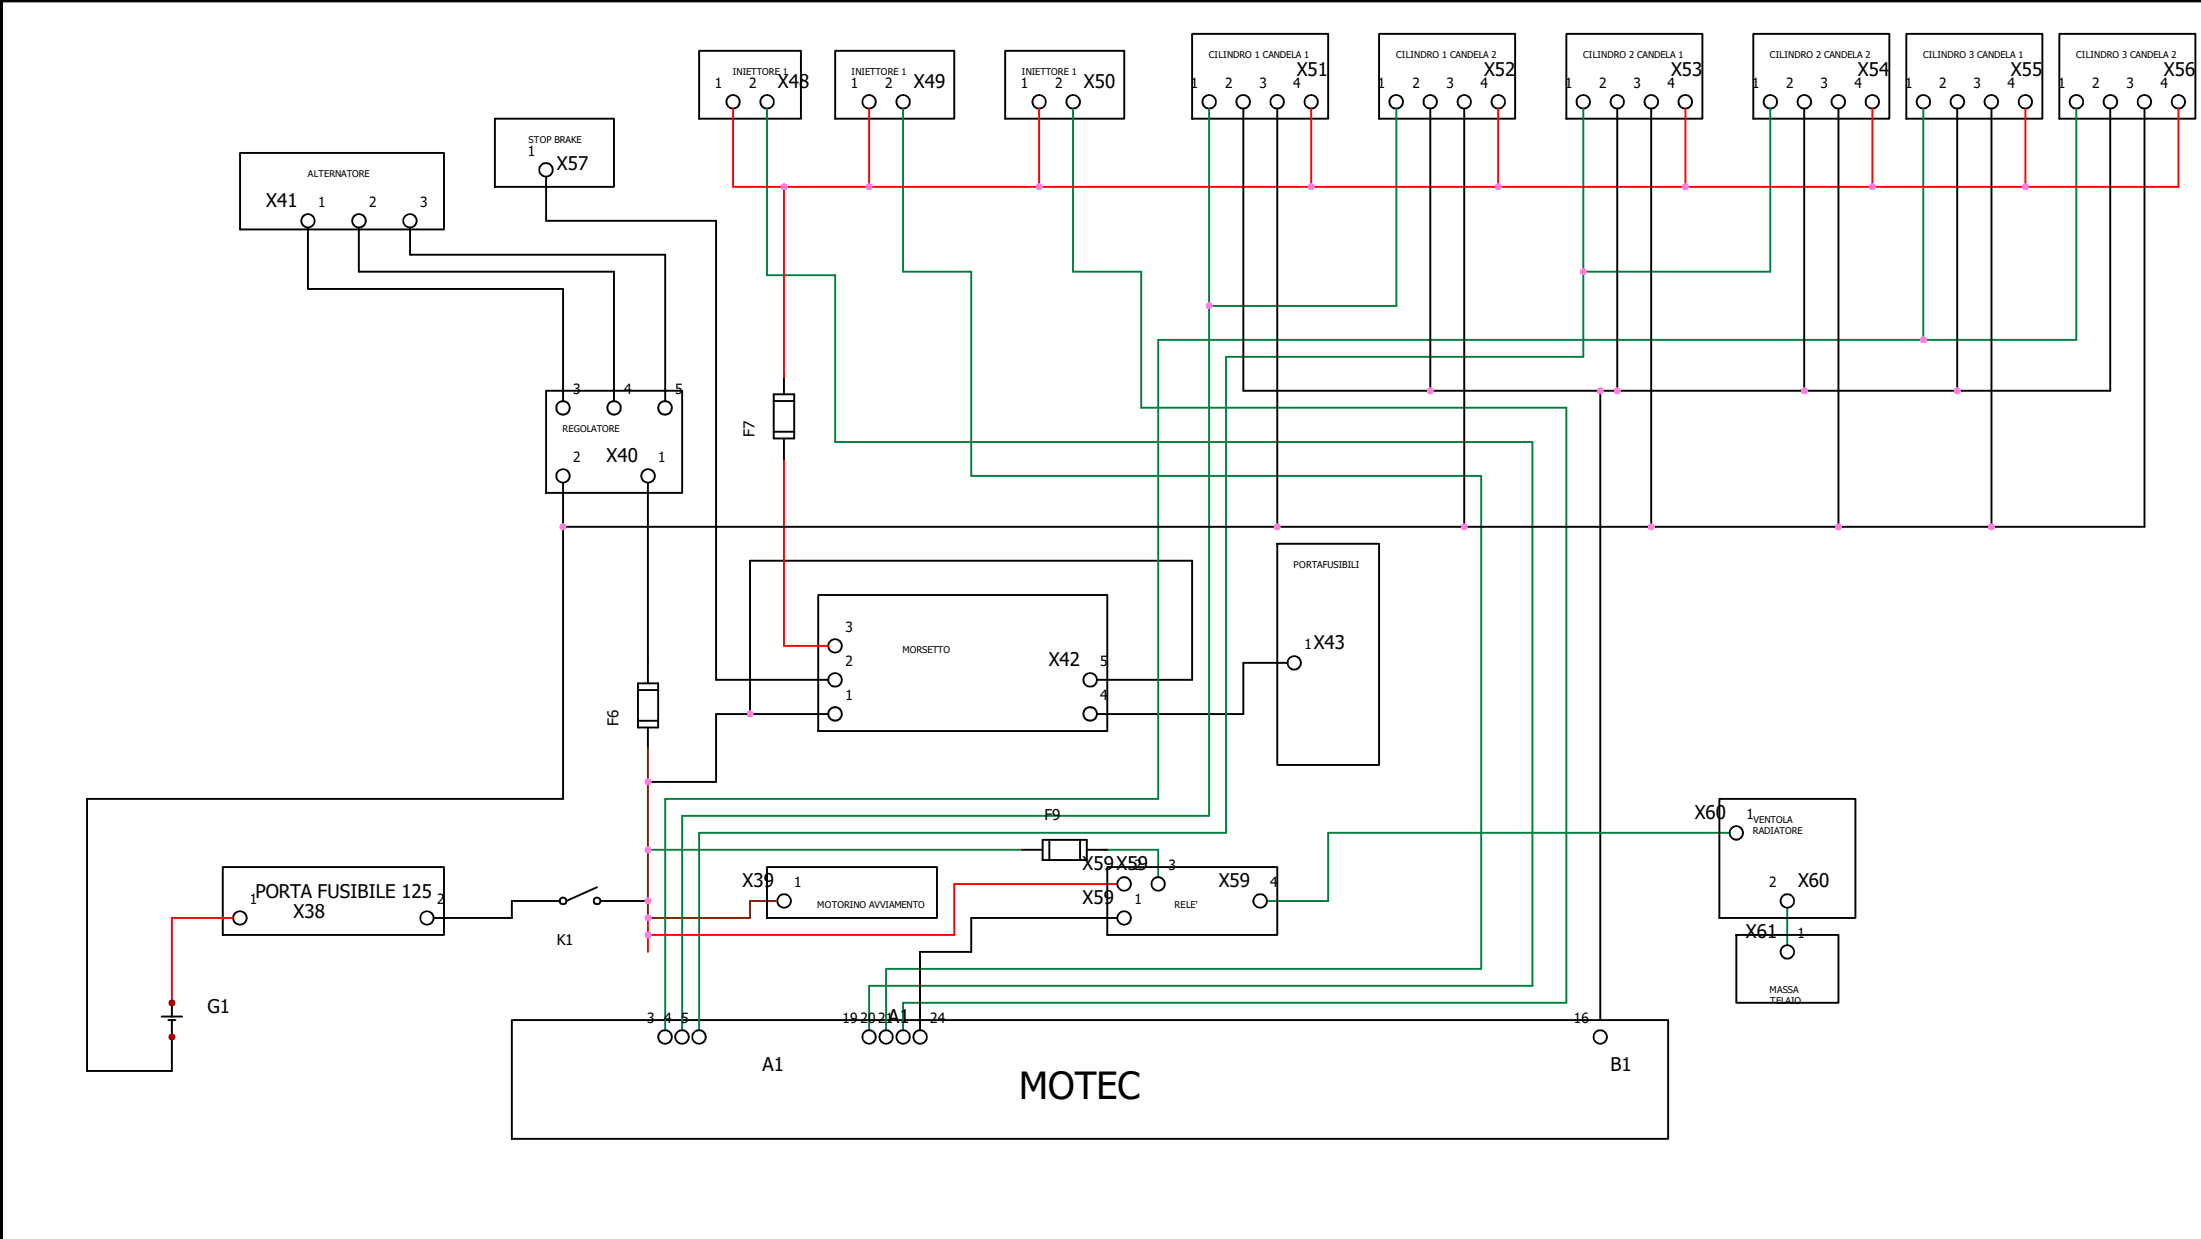 CILINDRO 1 CANDELA 1
X51
1 2 3 4
CILINDRO 1 CANDELA 2
X52
1 2 3 4
CILINDRO 2 CANDELA 1
X53
1 2 3 4
CILINDRO 2 CANDELA 2
X54
1 2 3 4
CILINDRO 3 CANDELA 1
X55
1 2 3 4
CILINDRO 3 CANDELA 2
X56
1 2 3 4
INIETTORE 1
1 2 X48
INIETTORE 1
1 2 X49
INIETTORE 1
1 2 X50
STOP BRAKE
1
X57
ALTERNATORE
X41 1 2 3
3 4 5
REGOLATORE
2 X40 1
F7
PORTAFUSIBILI
1 X43
3
MORSETTO
2 X42 5
1 4
F6
F9
X60 1 VENTOLA
RADIATORE
2 X60
X61 1
MASSA
TELAIO
X59 2 X59 3
X59 1
X59 4
RELE'
X39 1
MOTORINO AVVIAMENTO
1 PORTA FUSIBILE 125 2
X38
K1
G1
3 4 5
19 20 21 A1 24
16
A1
B1
MOTEC